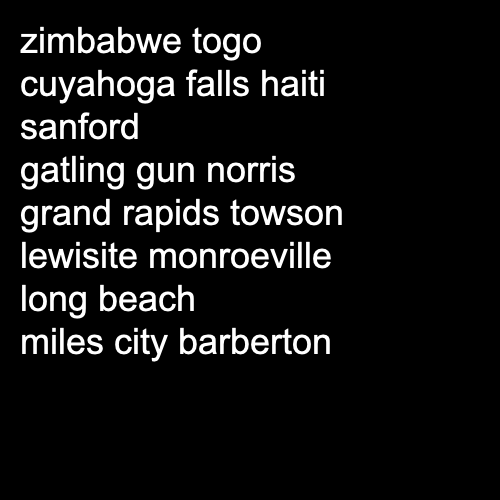 zimbabwe togo
cuyahoga falls haiti
sanford
gatling gun norris
grand rapids towson
lewisite monroeville
long beach
miles city barberton